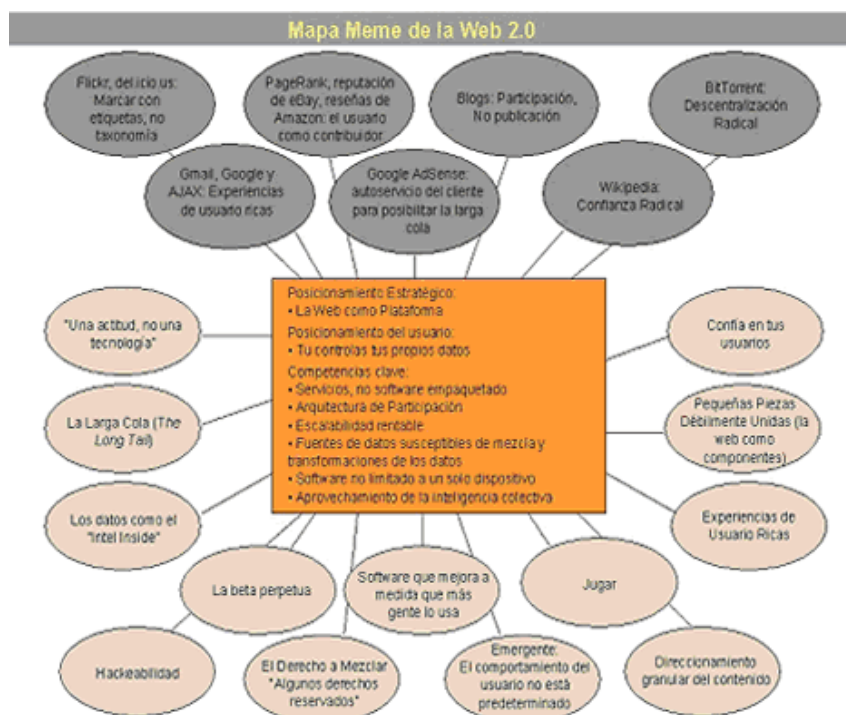 Mapa Meme de la Web 2.0
Flickr, del.icio.us:
Marcar con
etiquetas, no
taxonomía
PageRank, reputación
de eBay, reseñas de
Amazon: el usuario
como contribuidor
Blogs: Participación,
No publicación
BitTorrent:
Descentralización
Radical
Gmail, Google y
AJAX: Experiencias
de usuario ricas
Google AdSense:
autoservicio del cliente
para posibilitar la larga
cola
Wikipedia:
Confianza Radical
Posicionamiento Estratégico:
• La Web como Plataforma
Posicionamiento del usuario:
• Tu controlas tus propios datos
Competencias clave:
• Servicios, no software empaquetado
• Arquitectura de Participación
• Escalabilidad rentable
• Fuentes de datos susceptibles de mezcla y
transformaciones de los datos
• Software no limitado a un solo dispositivo
• Aprovechamiento de la inteligencia colectiva
"Una actitud, no una
tecnología"
La Larga Cola (The
Long Tail)
Los datos como el
"Intel Inside"
Confía en tus
usuarios
Pequeñas Piezas
Débilmente Unidas (la
web como
componentes)
Experiencias de
Usuario Ricas
La beta perpetua
Software que mejora a
medida que más
gente lo usa
Jugar
Hackeabilidad
El Derecho a Mezclar
"Algunos derechos
reservados"
Emergente:
El comportamiento del
usuario no está
predeterminado
Direccionamiento
granular del contenido